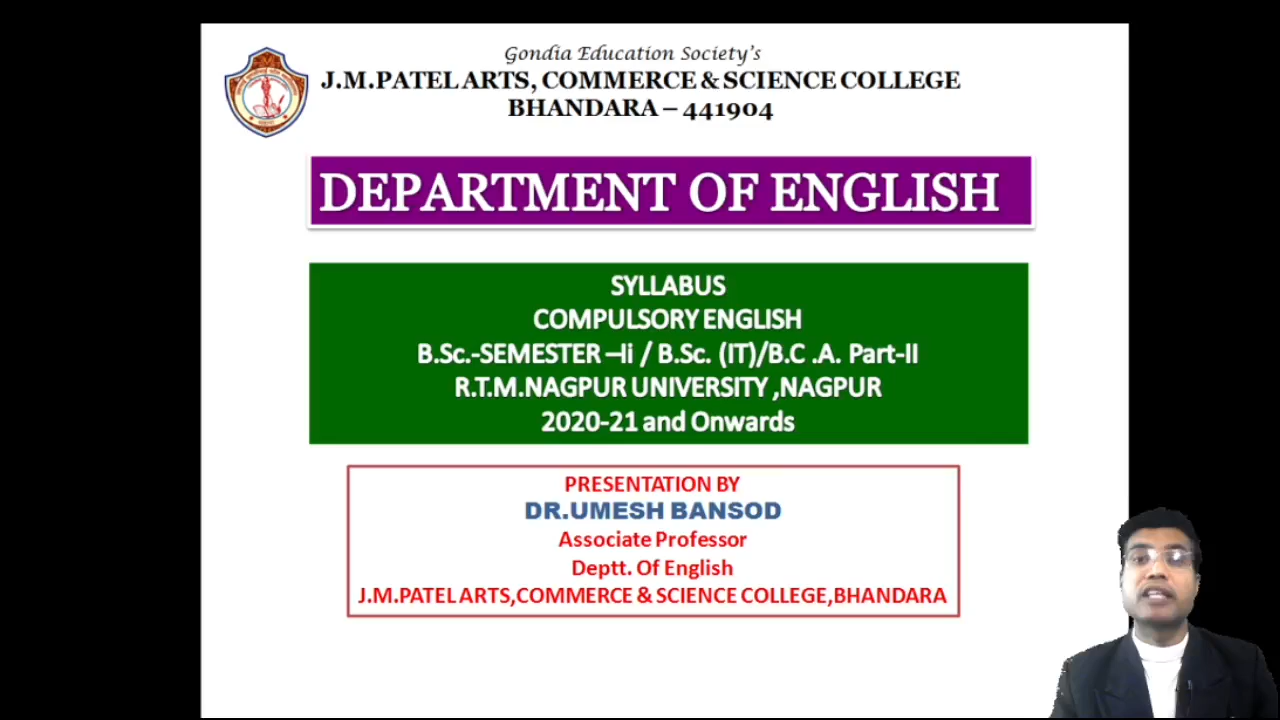 Gondia Education Society's
J.M.PATEL ARTS, COMMERCE & SCIENCE COLLEGE
BHANDARA – 441904
DEPARTMENT OF ENGLISH
SYLLABUS
COMPULSORY ENGLISH
B.Sc.-SEMESTER –Ii / B.Sc. (IT)/B.C .A. Part-II
R.T.M.NAGPUR UNIVERSITY ,NAGPUR
2020-21 and Onwards
PRESENTATION BY
DR.UMESH BANSOD
Associate Professor
Deptt. Of English
J.M.PATEL ARTS,COMMERCE & SCIENCE COLLEGE,BHANDARA